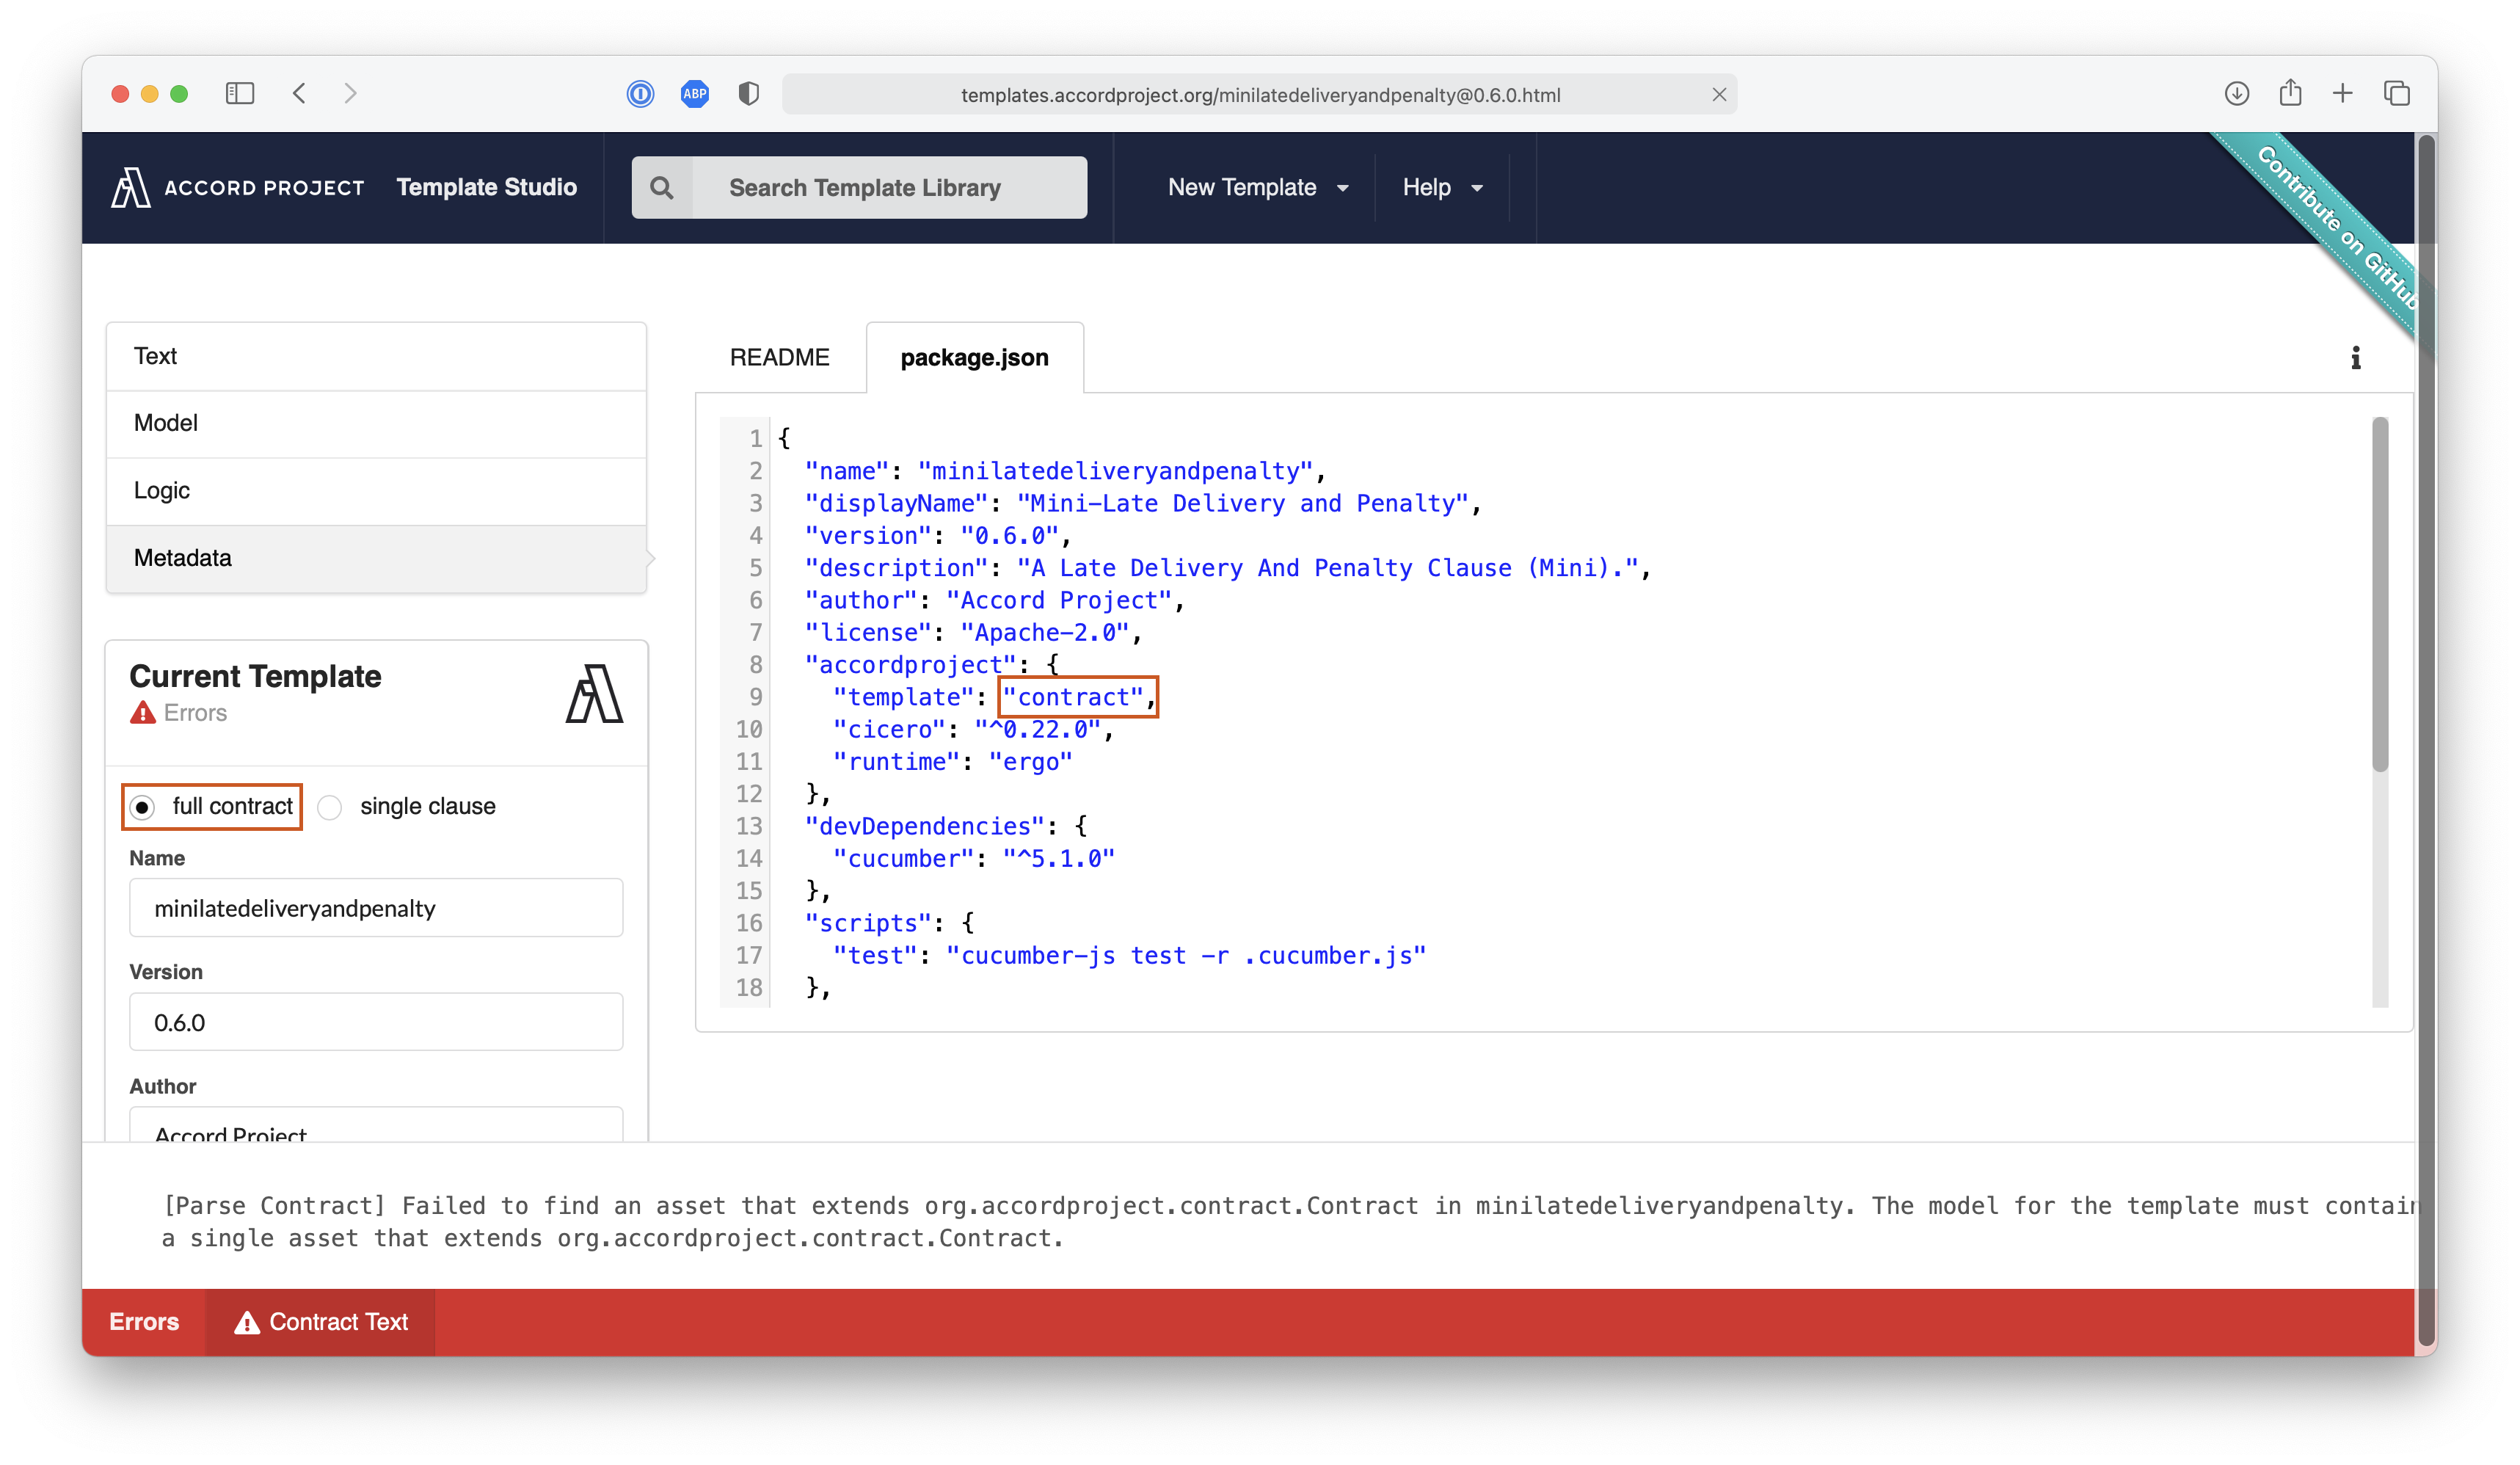 ABP
templates.accordproject.org/minilatedeliveryandpenalty@0.6.0.html
ACCORD PROJECT
Template Studio
Search Template Library
New Template
Help
Contribute on GitHub
Text
Model
Logic
Metadata
README
package.json
1 {
2 "name": "minilatedeliveryandpenalty",
3 "displayName": "Mini-Late Delivery and Penalty",
4 "version": "0.6.0",
5 "description": "A Late Delivery And Penalty Clause (Mini).",
6 "author": "Accord Project",
7 "license": "Apache-2.0",
8 "accordproject": {
9 "template": "contract",
10 "cicero": "^0.22.0",
11 "runtime": "ergo"
12 },
13 "devDependencies": {
14 "cucumber": "^5.1.0"
15 },
16 "scripts": {
17 "test": "cucumber-js test -r .cucumber.js"
18 },
Current Template
Errors
full contract
single clause
Name
minilatedeliveryandpenalty
Version
0.6.0
Author
Accord Project
[Parse Contract] Failed to find an asset that extends org.accordproject.contract.Contract in minilatedeliveryandpenalty. The model for the template must contain
a single asset that extends org.accordproject.contract.Contract.
Errors
Contract Text